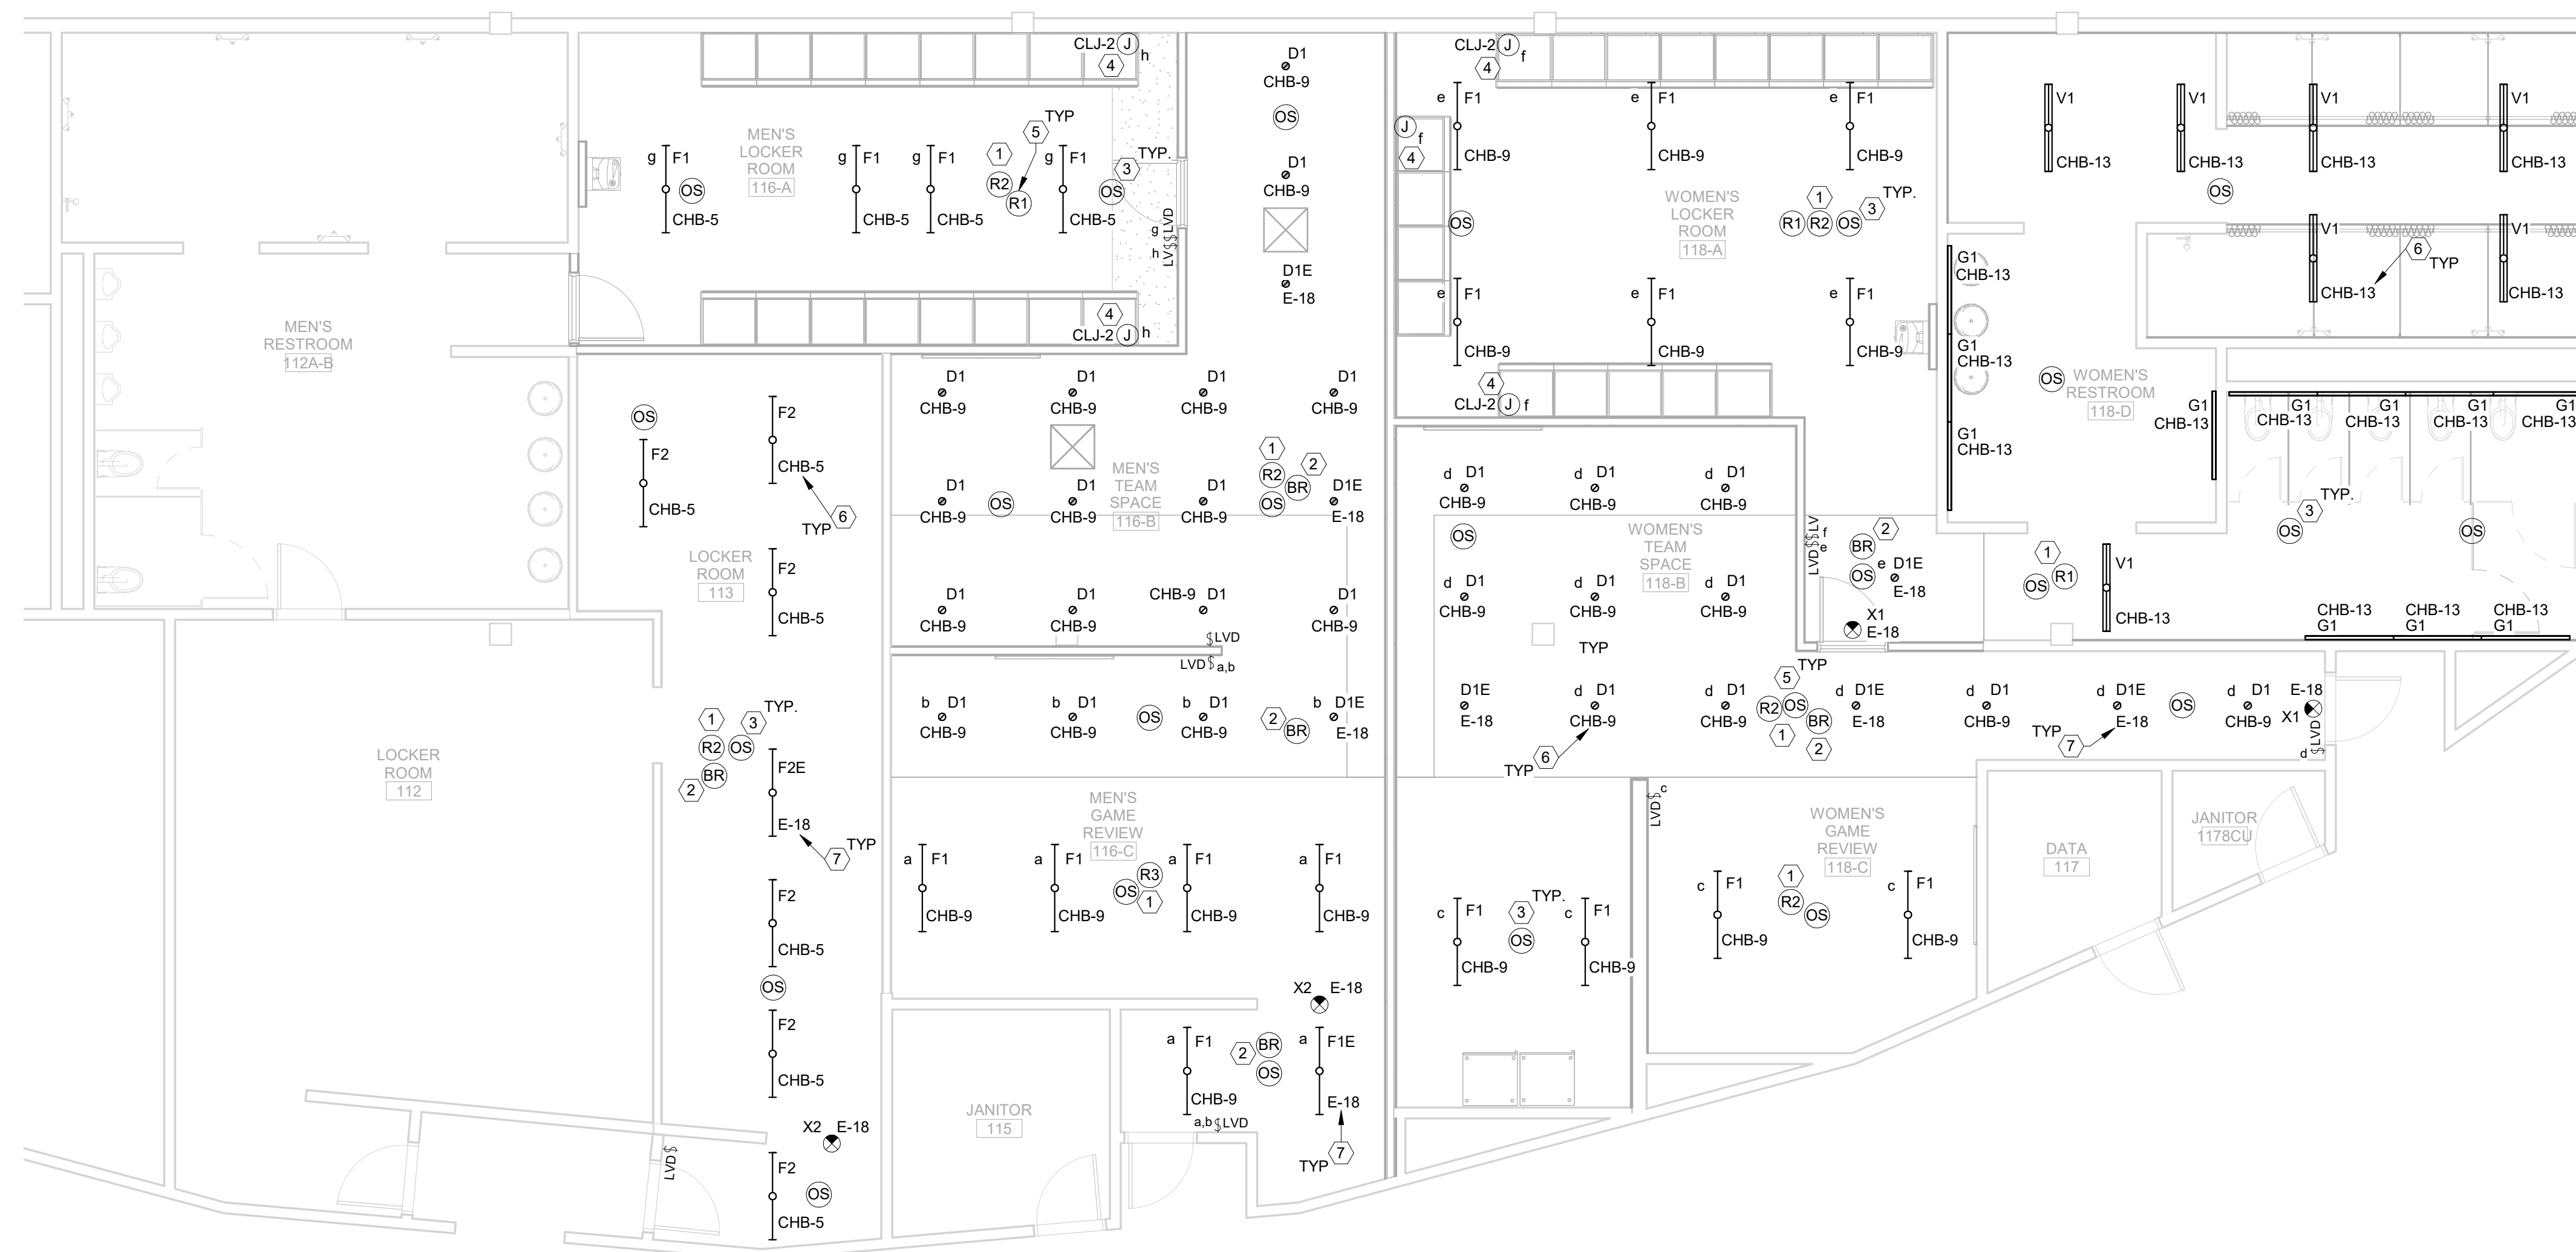 CLJ-2 J h
4
D1
CHB-9
OS
D1
CHB-9
D1E
E-18
MEN'S
LOCKER
ROOM
116-A
g F1
OS
CHB-5
F1
CHB-5
g F1
CHB-5
1
R2
R1
5 TYP
g F1
CHB-5
TYP.
3
OS
g
h
LV$$LVD
4
CLJ-2 J h
CLJ-2 J f
4
J
f
4
e F1
CHB-9
e F1
CHB-9
e F1
CHB-9
OS
WOMEN'S
LOCKER
ROOM
118-A
1
R1 R2 OS
3 TYP.
e F1
CHB-9
e F1
CHB-9
e F1
CHB-9
4
CLJ-2 J f
V1
CHB-13
V1
CHB-13
V1
CHB-13
V1
CHB-13
OS
V1
CHB-13
V1
CHB-13
6
TYP
G1
CHB-13
G1
CHB-13
G1
CHB-13
OS
WOMEN'S
RESTROOM
118-D
G1
CHB-13
G1
CHB-13
G1
CHB-13
G1
CHB-13
G1
CHB-13
TYP.
3
OS
OS
1
OS R1
V1
CHB-13
CHB-13
G1
CHB-13
G1
CHB-13
G1
MEN'S
RESTROOM
112A-B
OS
F2
CHB-5
F2
CHB-5
6
TYP
LOCKER
ROOM
113
F2
CHB-5
1
3 TYP.
R2 OS
BR
2
F2E
E-18
7
TYP
F2
CHB-5
OS
F2
CHB-5
X2 E-18
F2
OS
CHB-5
LVD$
LOCKER
ROOM
112
D1
CHB-9
D1
CHB-9
D1
CHB-9
D1
CHB-9
MEN'S
TEAM
SPACE
116-B
D1
CHB-9
OS
D1
CHB-9
D1
CHB-9
1
R2
OS
BR
2
D1E
E-18
D1
CHB-9
D1
CHB-9
CHB-9 D1
D1
CHB-9
$LVD
LVD$a,b
b D1
CHB-9
b D1
CHB-9
OS
b D1
CHB-9
2
BR
b D1E
E-18
MEN'S
GAME
REVIEW
116-C
a F1
CHB-9
a F1
CHB-9
R3
OS
1
a F1
CHB-9
a F1
CHB-9
X2 E-18
a F1
CHB-9
2
BR
OS
a F1E
E-18
a,b$LVD
7
TYP
JANITOR
115
d D1
CHB-9
d D1
CHB-9
d D1
CHB-9
OS
WOMEN'S
TEAM
SPACE
118-B
LVD$$LV
f
e
2
BR
OS
e D1E
E-18
X1
E-18
d D1
CHB-9
d D1
CHB-9
d D1
CHB-9
TYP
D1E
E-18
d D1
CHB-9
6
TYP
d D1
CHB-9
5
TYP
R2 OS
BR
1
2
d D1E
E-18
d D1
CHB-9
d D1E
E-18
7
TYP
OS
d D1
CHB-9
E-18
X1
d
$LVD
LVD$
c
c F1
CHB-9
3 TYP.
OS
c F1
CHB-9
WOMEN'S
GAME
REVIEW
118-C
c F1
CHB-9
1
R2
OS
c F1
CHB-9
DATA
117
JANITOR
1178CU